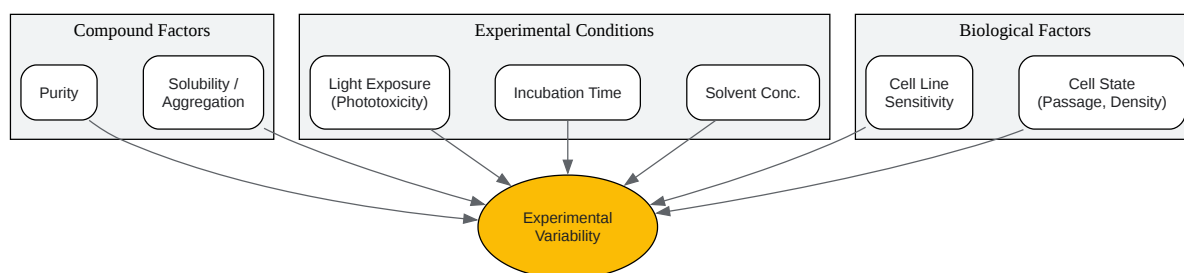 Compound Factors
Experimental Conditions
Biological Factors
Purity
Solubility /
Aggregation
Light Exposure
(Phototoxicity)
Incubation Time
Solvent Conc.
Cell Line
Sensitivity
Cell State
(Passage, Density)
Experimental
Variability